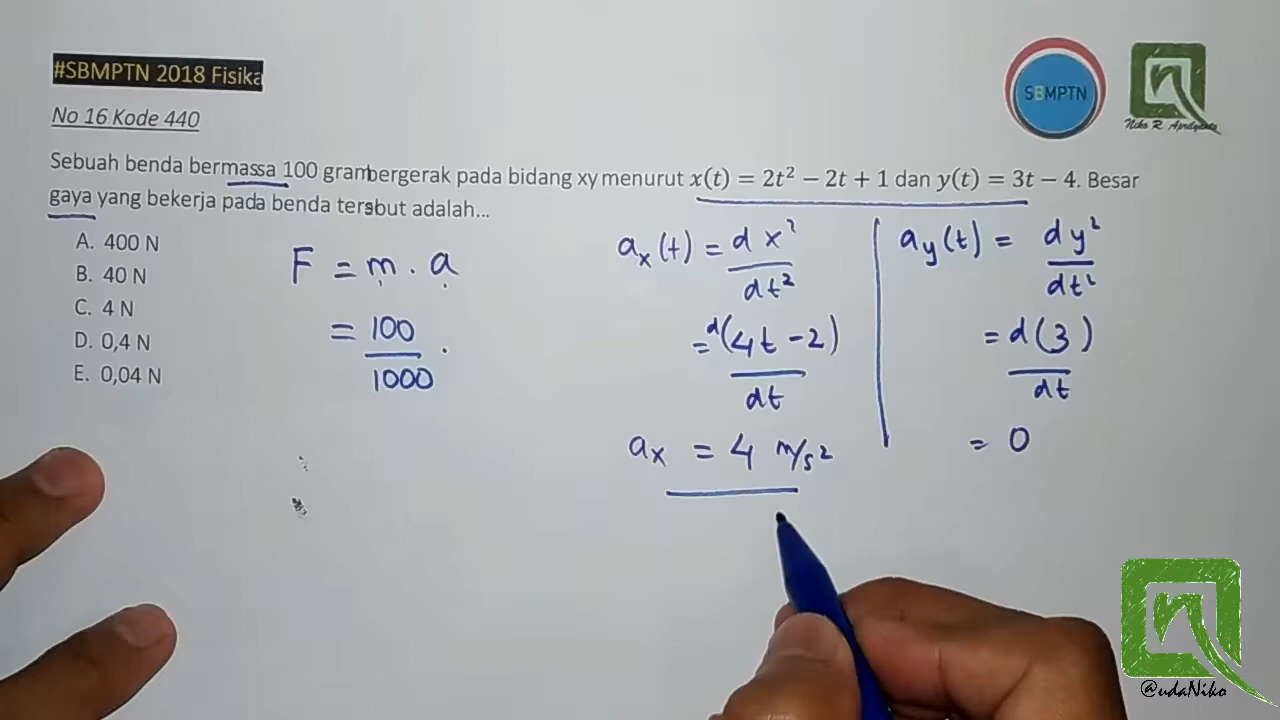 #SBMPTN 2018 Fisika
SBMPTN
Niko R. Aprilyanto
No 16 Kode 440
Sebuah benda bermassa 100 gram bergerak pada bidang xy menurut x(t) = 2t² − 2t + 1 dan y(t) = 3t − 4. Besar
gaya yang bekerja pada benda tersebut adalah...
A. 400 N
B. 40 N
C. 4 N
D. 0,4 N
E. 0,04 N
F = m . a
= 100/1000 .
aₓ(t) = dx²/dt²
= d(4t − 2)/dt
aₓ = 4 m/s²
a_y(t) = dy²/dt²
= d(3)/dt
= 0
@udaNiko